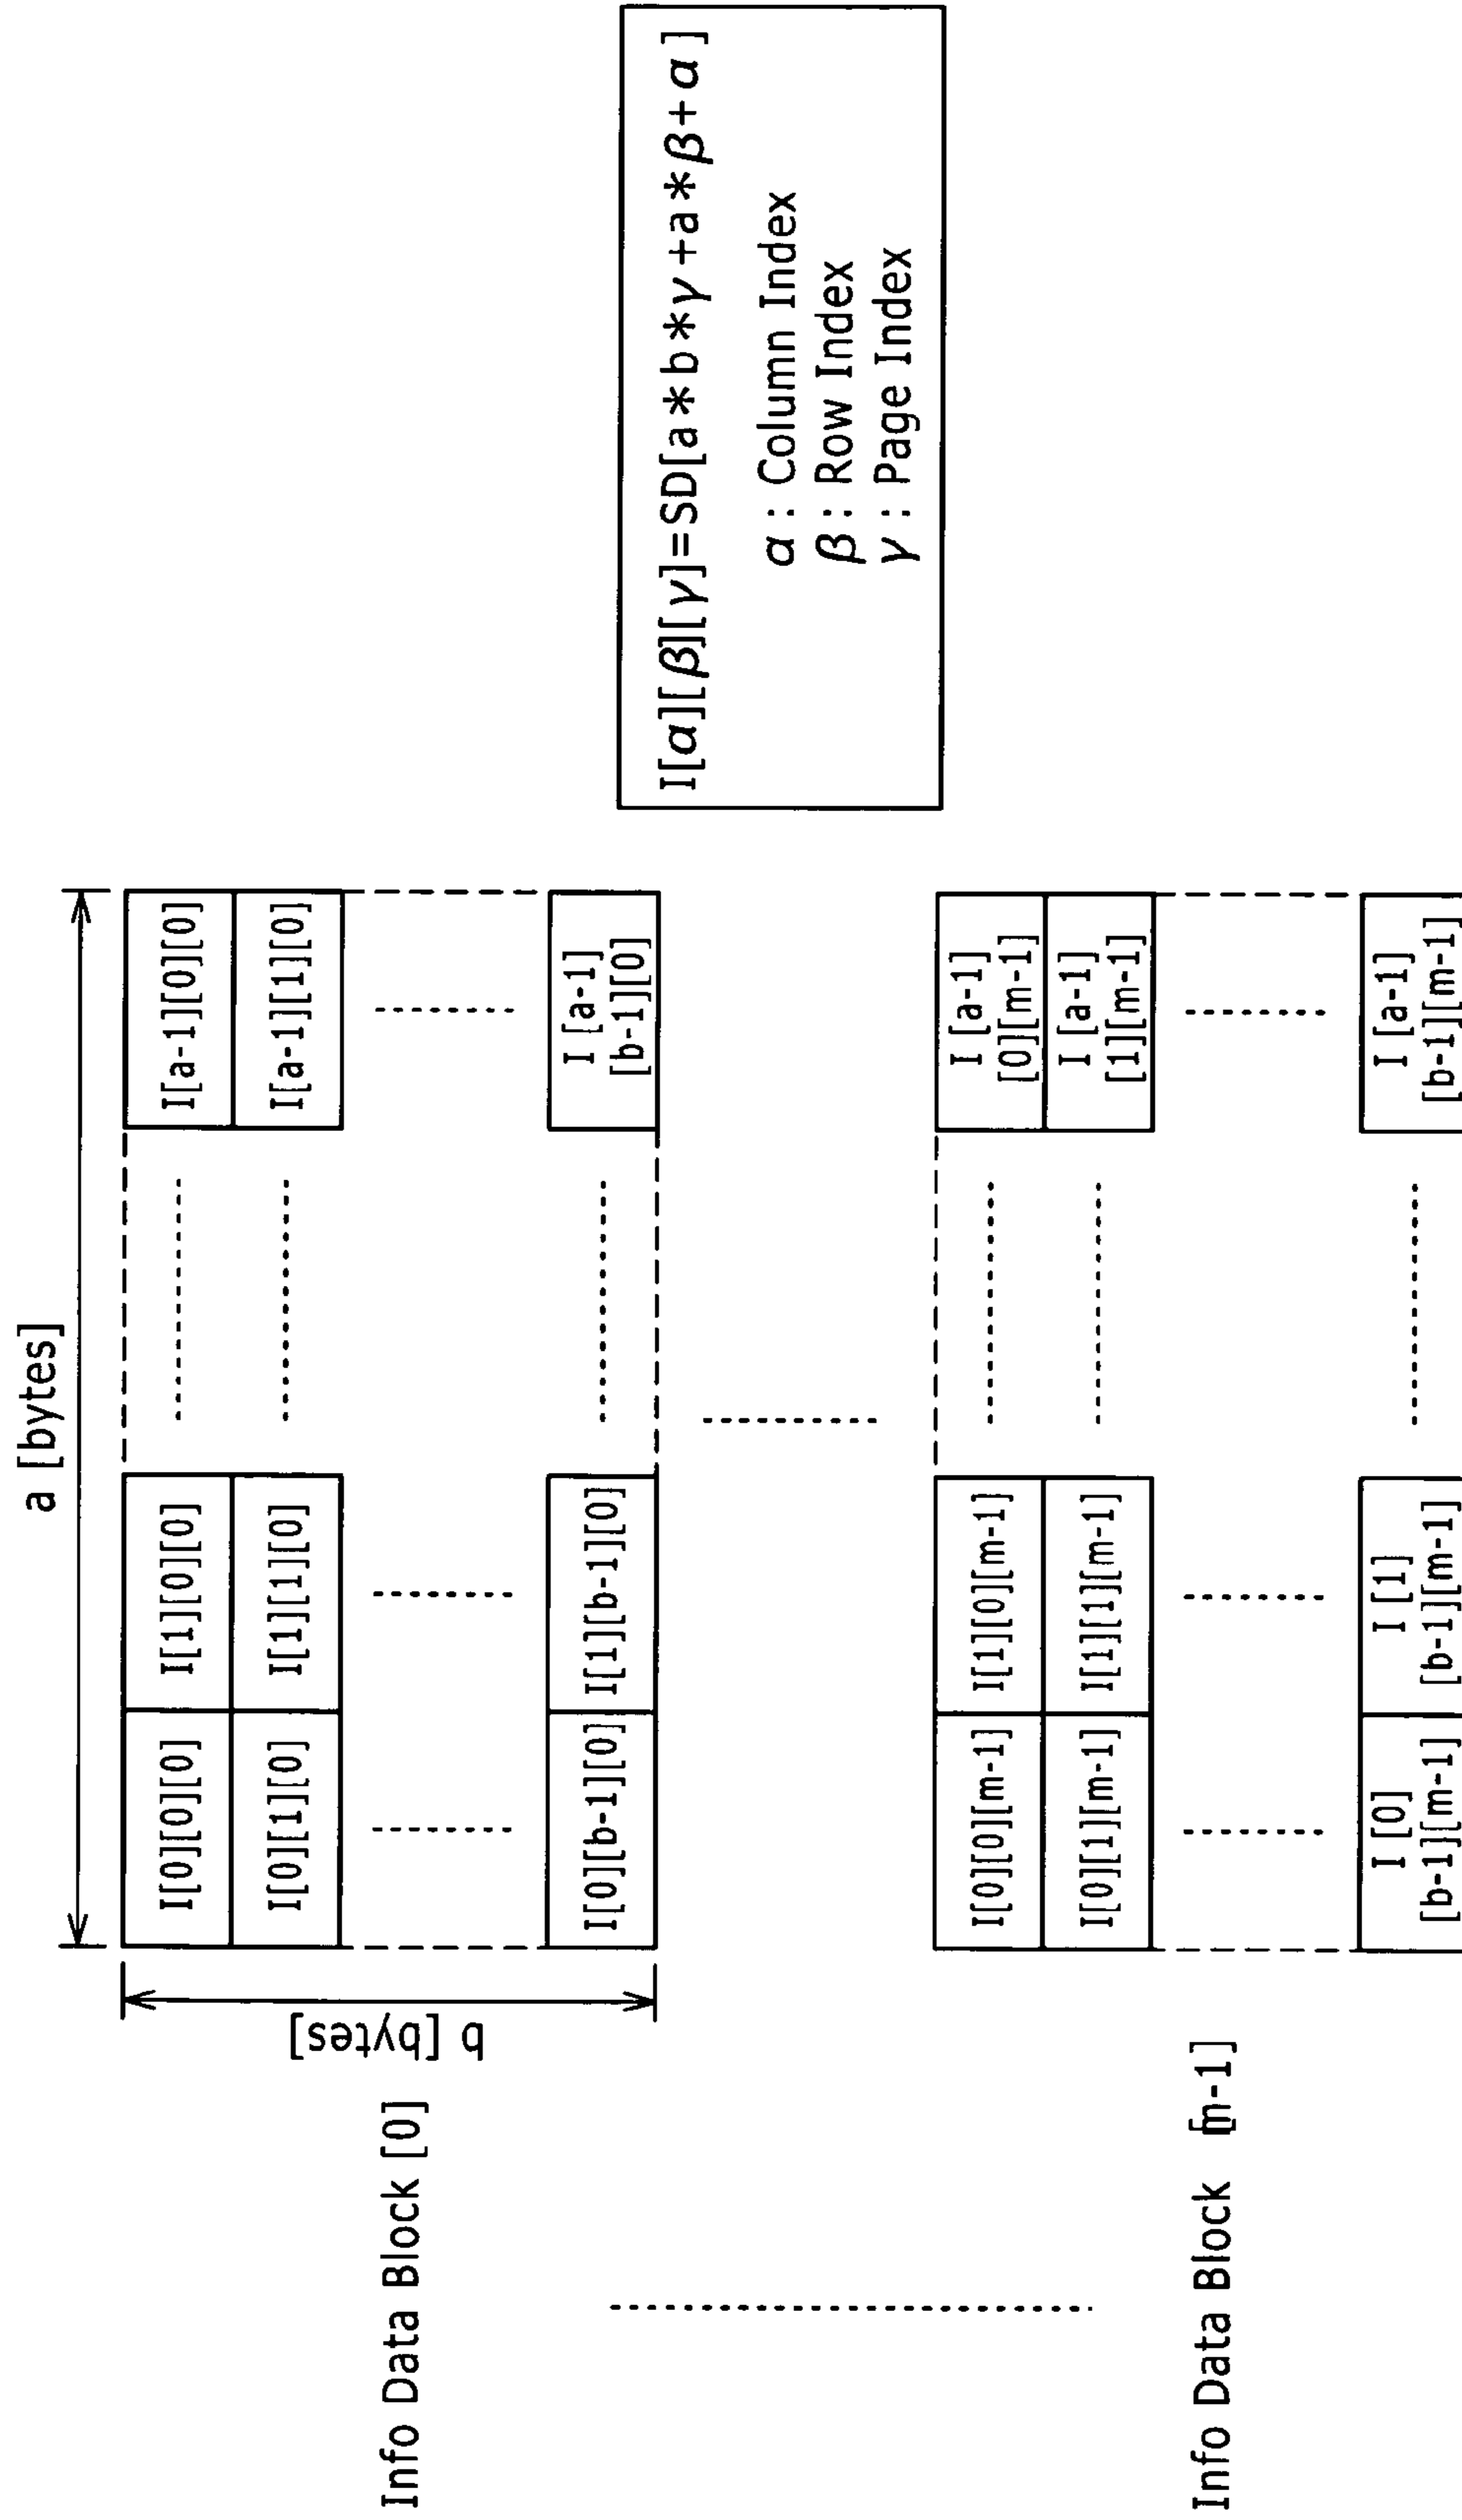 a [bytes]
b [bytes]
Info Data Block [0]
I[0][0][0]
I[1][0][0]
I[a-1][0][0]
I[0][1][0]
I[1][1][0]
I[a-1][1][0]
I[0][b-1][0]
I[1][b-1][0]
I [a-1]
[b-1][0]
Info Data Block [m-1]
I[0][0][m-1]
I[1][0][m-1]
I [a-1]
[0][m-1]
I[0][1][m-1]
I[1][1][m-1]
I [a-1]
[1][m-1]
I [0]
[b-1][m-1]
I [1]
[b-1][m-1]
I [a-1]
[b-1][m-1]
I[α][β][γ]=SD[a*b*γ+a*β+α]
α : Column Index
β : Row Index
γ : Page Index